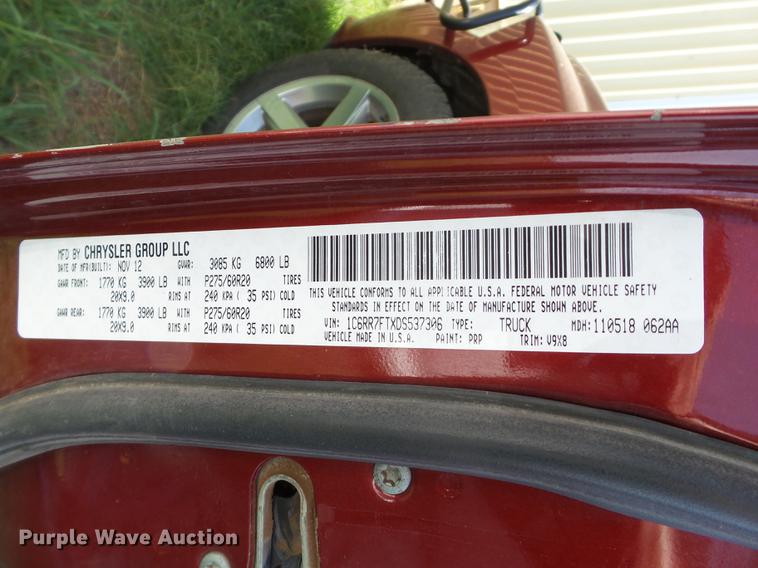 MFD BY CHRYSLER GROUP LLC
DATE OF MFR(BUILT): NOV 12 GVWR: 3085 KG 6800 LB
GAWR FRONT: 1770 KG 3900 LB WITH P275/60R20 TIRES
20X9.0 RIMS AT 240 KPA ( 35 PSI) COLD
GAWR REAR: 1770 KG 3900 LB WITH P275/60R20 TIRES
20X9.0 RIMS AT 240 KPA ( 35 PSI) COLD
THIS VEHICLE CONFORMS TO ALL APPLICABLE U.S.A. FEDERAL MOTOR VEHICLE SAFETY
STANDARDS IN EFFECT ON THE DATE OF MANUFACTURE SHOWN ABOVE.
VIN: 1C6RR7FTXDS537306 TYPE: TRUCK MDH: 110518 062AA
VEHICLE MADE IN U.S.A. PAINT: PRP TRIM: V9X8
Purple Wave Auction